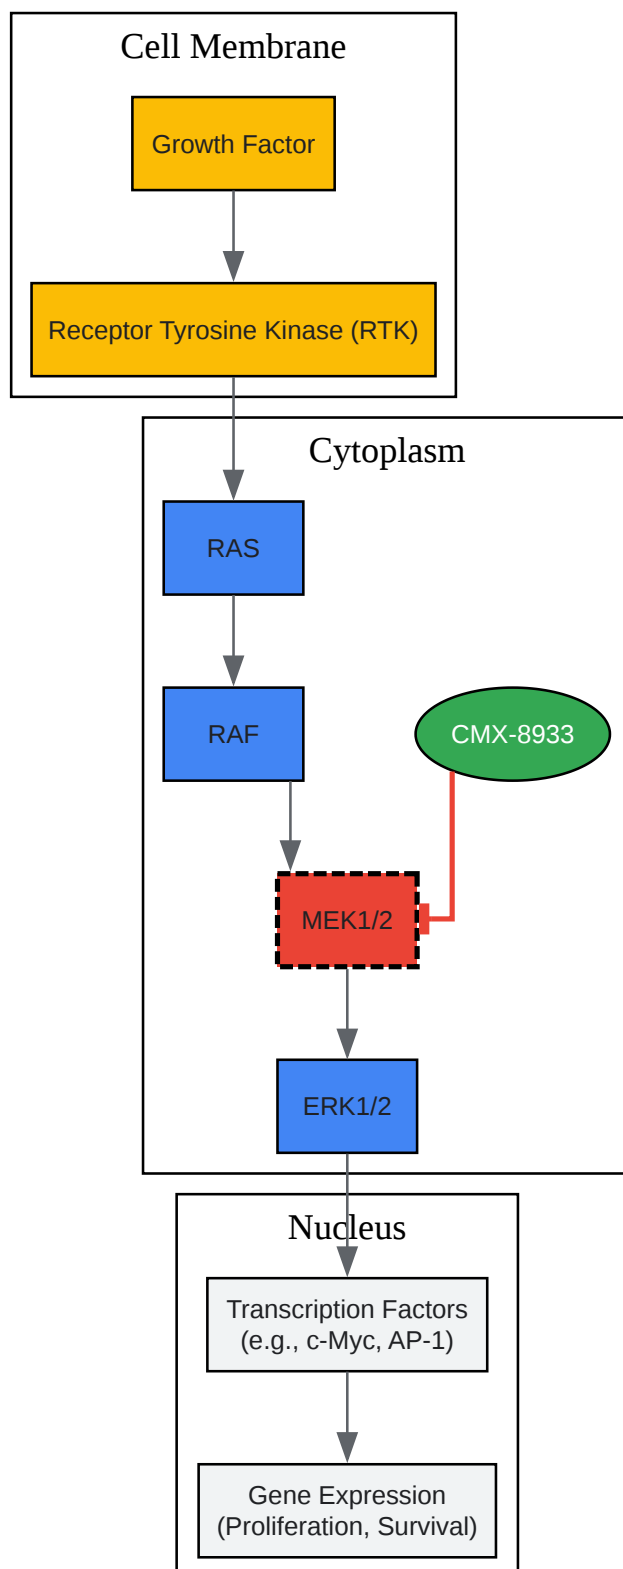 Cell Membrane
Growth Factor
Receptor Tyrosine Kinase (RTK)
Cytoplasm
RAS
RAF
CMX-8933
MEK1/2
ERK1/2
Nucleus
Transcription Factors
(e.g., c-Myc, AP-1)
Gene Expression
(Proliferation, Survival)